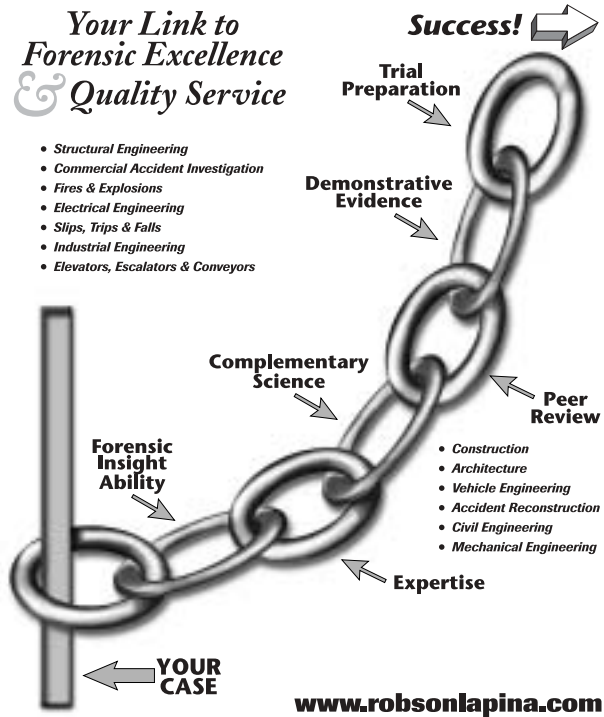 Your Link to
Forensic Excellence
& Quality Service
Success!
Trial
Preparation
• Structural Engineering
• Commercial Accident Investigation
• Fires & Explosions
• Electrical Engineering
• Slips, Trips & Falls
• Industrial Engineering
• Elevators, Escalators & Conveyors
Demonstrative
Evidence
Complementary
Science
Peer
Review
Forensic
Insight
Ability
• Construction
• Architecture
• Vehicle Engineering
• Accident Reconstruction
• Civil Engineering
• Mechanical Engineering
Expertise
YOUR
CASE
www.robsonlapina.com